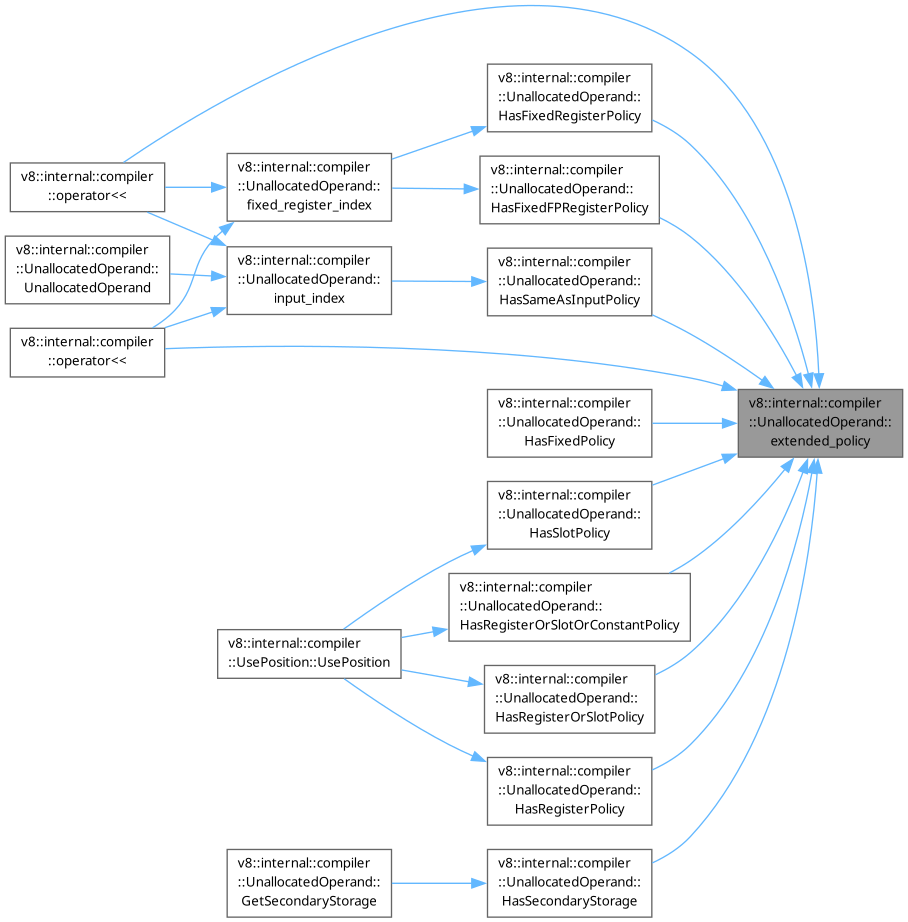 v8::internal::compiler
::UnallocatedOperand::
HasFixedRegisterPolicy
v8::internal::compiler
::operator<<
v8::internal::compiler
::UnallocatedOperand::
fixed_register_index
v8::internal::compiler
::UnallocatedOperand::
HasFixedFPRegisterPolicy
v8::internal::compiler
::UnallocatedOperand::
UnallocatedOperand
v8::internal::compiler
::UnallocatedOperand::
input_index
v8::internal::compiler
::UnallocatedOperand::
HasSameAsInputPolicy
v8::internal::compiler
::operator<<
v8::internal::compiler
::UnallocatedOperand::
HasFixedPolicy
v8::internal::compiler
::UnallocatedOperand::
extended_policy
v8::internal::compiler
::UnallocatedOperand::
HasSlotPolicy
v8::internal::compiler
::UnallocatedOperand::
HasRegisterOrSlotOrConstantPolicy
v8::internal::compiler
::UsePosition::UsePosition
v8::internal::compiler
::UnallocatedOperand::
HasRegisterOrSlotPolicy
v8::internal::compiler
::UnallocatedOperand::
HasRegisterPolicy
v8::internal::compiler
::UnallocatedOperand::
GetSecondaryStorage
v8::internal::compiler
::UnallocatedOperand::
HasSecondaryStorage